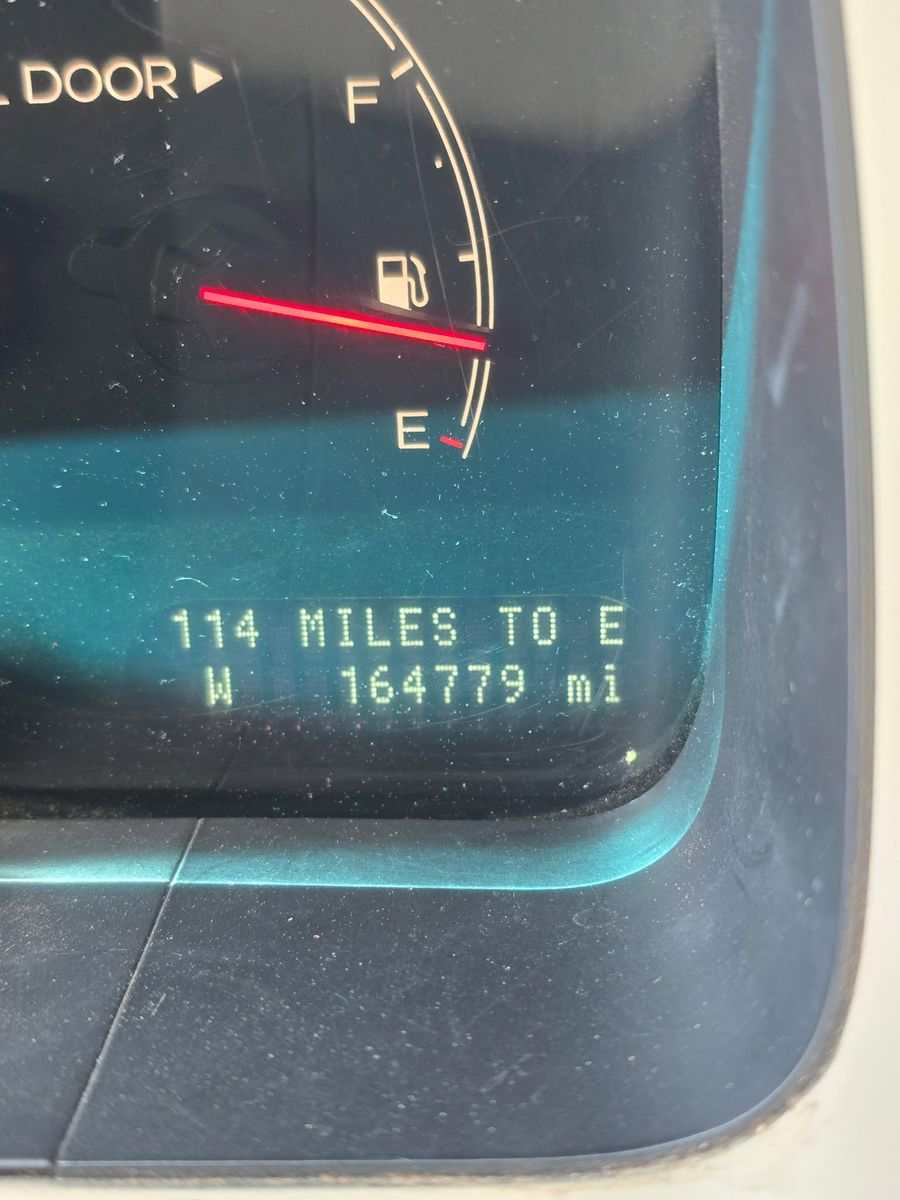 L DOOR ►
F
E
114 MILES TO E
W 164779 mi